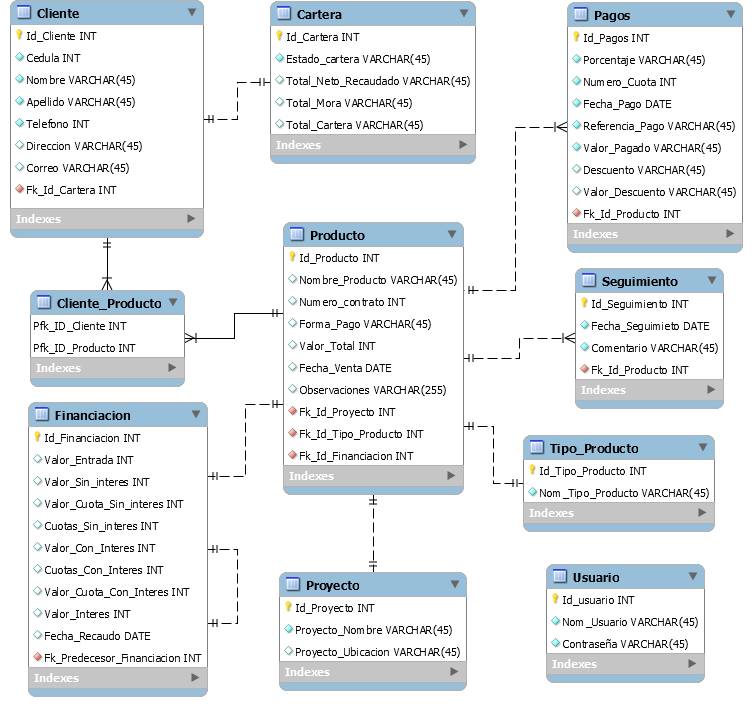 Cliente
Id_Cliente INT
Cedula INT
Nombre VARCHAR(45)
Apellido VARCHAR(45)
Telefono INT
Direccion VARCHAR(45)
Correo VARCHAR(45)
Fk_Id_Cartera INT
Indexes
Cartera
Id_Cartera INT
Estado_cartera VARCHAR(45)
Total_Neto_Recaudado VARCHAR(45)
Total_Mora VARCHAR(45)
Total_Cartera VARCHAR(45)
Indexes
Pagos
Id_Pagos INT
Porcentaje VARCHAR(45)
Numero_Cuota INT
Fecha_Pago DATE
Referencia_Pago VARCHAR(45)
Valor_Pagado VARCHAR(45)
Descuento VARCHAR(45)
Valor_Descuento VARCHAR(45)
Fk_Id_Producto INT
Indexes
Cliente_Producto
Pfk_ID_Cliente INT
Pfk_ID_Producto INT
Indexes
Producto
Id_Producto INT
Nombre_Producto VARCHAR(45)
Numero_contrato INT
Forma_Pago VARCHAR(45)
Valor_Total INT
Fecha_Venta DATE
Observaciones VARCHAR(255)
Fk_Id_Proyecto INT
Fk_Id_Tipo_Producto INT
Fk_Id_Financiacion INT
Indexes
Seguimiento
Id_Seguimiento INT
Fecha_Seguimieto DATE
Comentario VARCHAR(45)
Fk_Id_Producto INT
Indexes
Financiacion
Id_Financiacion INT
Valor_Entrada INT
Valor_Sin_interes INT
Valor_Cuota_Sin_interes INT
Cuotas_Sin_interes INT
Valor_Con_Interes INT
Cuotas_Con_Interes INT
Valor_Cuota_Con_Interes INT
Valor_Interes INT
Fecha_Recaudo DATE
Fk_Predecesor_Financiacion INT
Indexes
Tipo_Producto
Id_Tipo_Producto INT
Nom_Tipo_Producto VARCHAR(45)
Indexes
Proyecto
Id_Proyecto INT
Proyecto_Nombre VARCHAR(45)
Proyecto_Ubicacion VARCHAR(45)
Indexes
Usuario
Id_usuario INT
Nom_Usuario VARCHAR(45)
Contraseña VARCHAR(45)
Indexes